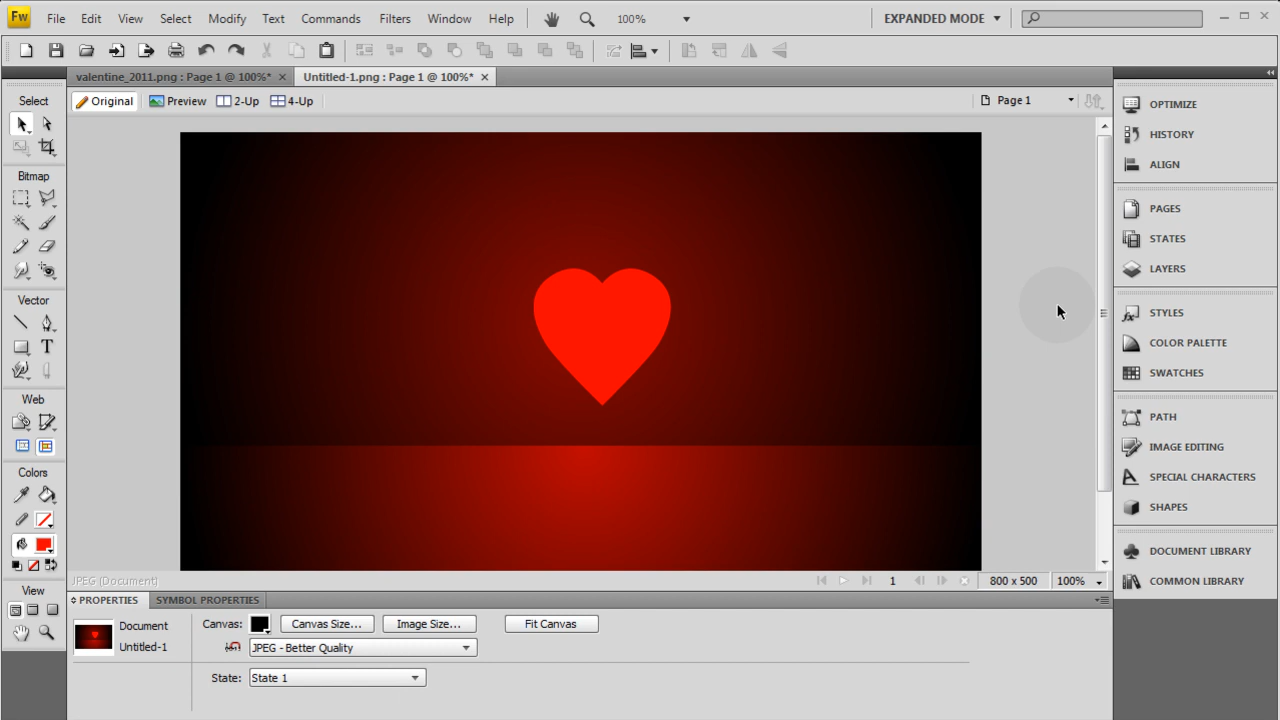 Fw File Edit View Select Modify Text Commands Filters Window Help 100% EXPANDED MODE
valentine_2011.png : Page 1 @ 100%* Untitled-1.png : Page 1 @ 100%*
Original Preview 2-Up 4-Up Page 1
Select
Bitmap
Vector
T
Web
Colors
View
OPTIMIZE
HISTORY
ALIGN
PAGES
STATES
LAYERS
STYLES
COLOR PALETTE
SWATCHES
PATH
IMAGE EDITING
SPECIAL CHARACTERS
SHAPES
DOCUMENT LIBRARY
COMMON LIBRARY
JPEG (Document) 1 800 x 500 100%
PROPERTIES SYMBOL PROPERTIES
Document Canvas: Canvas Size... Image Size... Fit Canvas
Untitled-1 JPEG - Better Quality
State: State 1